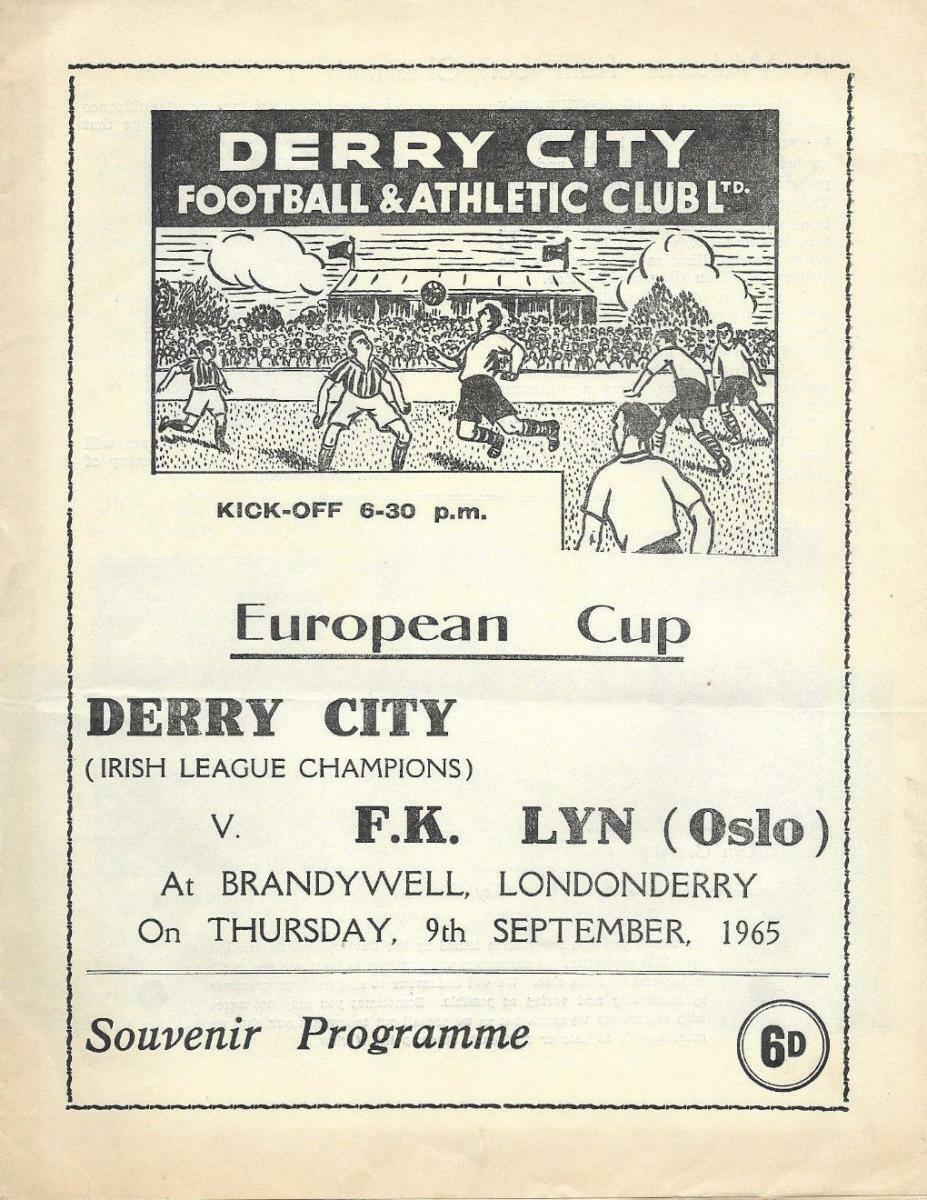 DERRY CITY
FOOTBALL & ATHLETIC CLUB LTD.
KICK-OFF 6-30 p.m.
European Cup
DERRY CITY
(IRISH LEAGUE CHAMPIONS)
V. F.K. LYN (Oslo)
At BRANDYWELL, LONDONDERRY
On THURSDAY, 9th SEPTEMBER, 1965
Souvenir Programme
6D